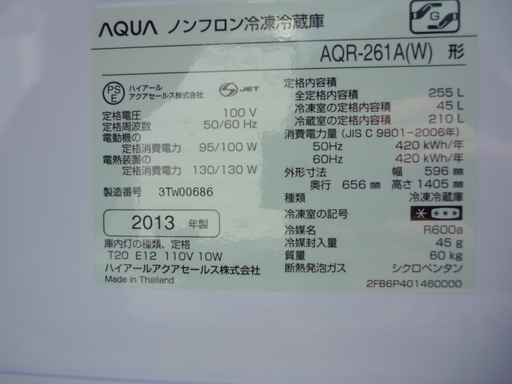 AQUA ノンフロン冷凍冷蔵庫
AQR-261A(W) 形
G
PS
E
ハイアール
アクアセールス株式会社
S JET
定格電圧 100 V
定格周波数 50/60 Hz
電動機の
定格消費電力 95/100 W
電熱装置の
定格消費電力 130/130 W
製造番号 3TW00686
2013 年製
庫内灯の種類、定格
T20 E12 110V 10W
ハイアールアクアセールス株式会社
定格内容積
全定格内容積 255 L
冷凍室の定格内容積 45 L
冷蔵室の定格内容積 210 L
消費電力量 (JIS C 9801-2006年)
50Hz 420 kWh/年
60Hz 420 kWh/年
外形寸法 幅 596 mm
奥行 656 mm 高さ 1405 mm
種類 冷凍冷蔵庫
冷凍室の記号
冷媒名 R600a
冷媒封入量 45 g
質量 60 kg
断熱発泡ガス シクロペンタン
2FB6P401460000